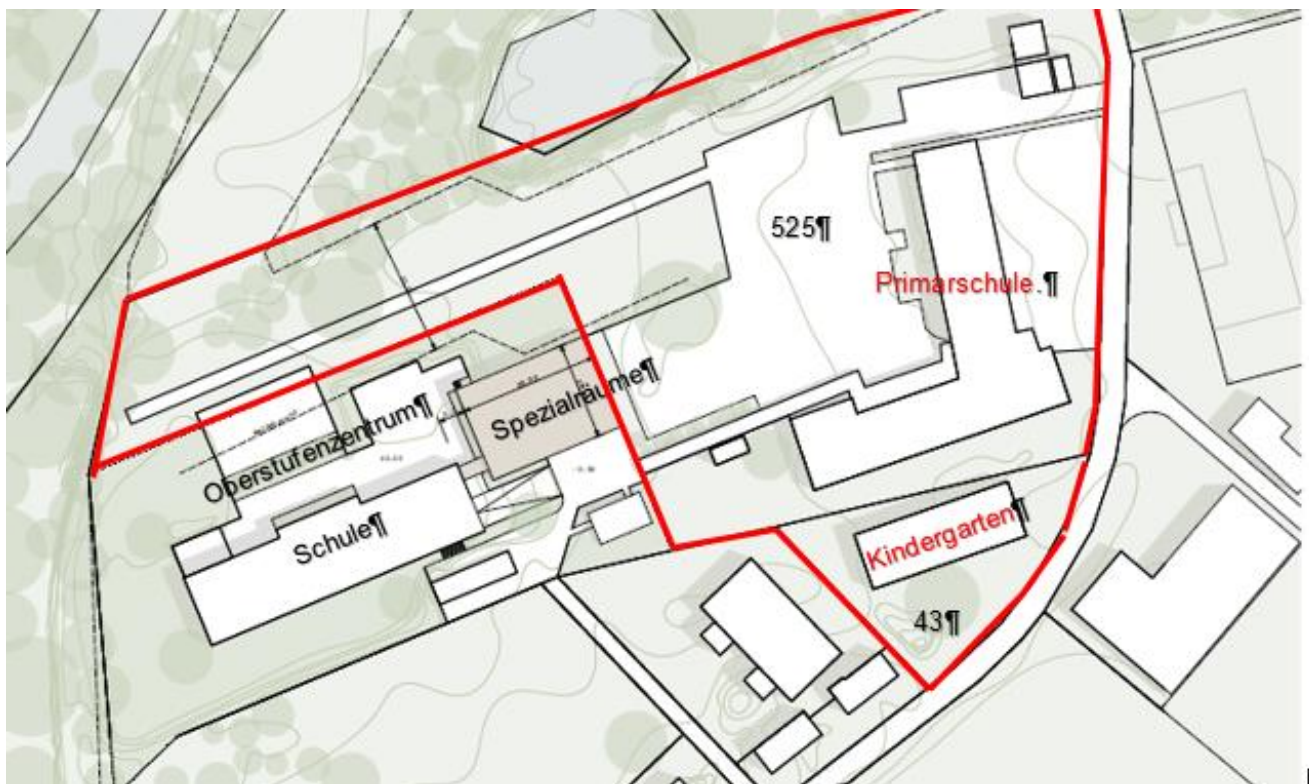 525¶
Primarschule.¶
Spezialräume¶
Oberstufenzentrum¶
Schule¶
Kindergarten¶
43¶